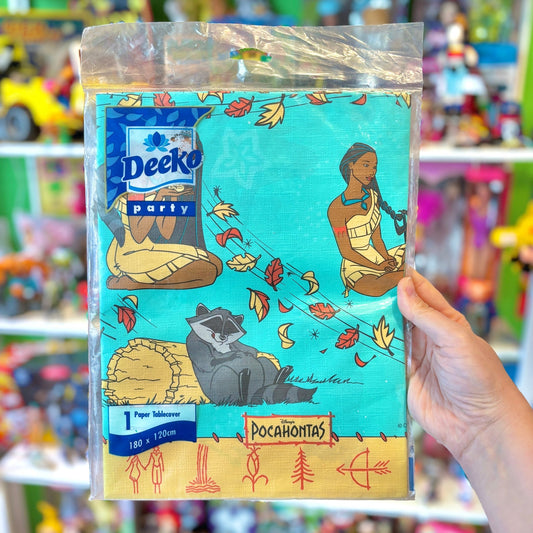 Deeko
party
1 Paper Tablecover
180 x 120cm
Disney's
POCAHONTAS